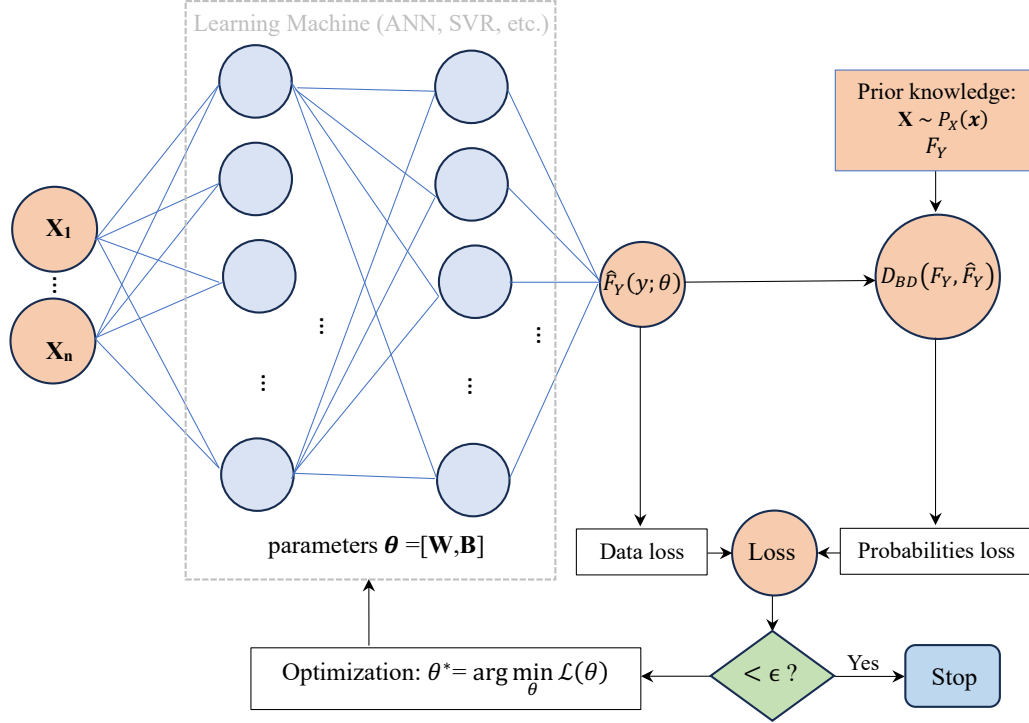 Learning Machine (ANN, SVR, etc.)
Prior knowledge:
𝐗 ~ P_X(𝒙)
F_Y
X₁
...
Xₙ
...
...
...
...
F̂_Y(y; θ)
D_BD(F_Y, F̂_Y)
parameters 𝜽 =[W,B]
Data loss
Loss
Probabilities loss
Optimization: θ*= arg min_θ ℒ(θ)
< ϵ ?
Yes
Stop